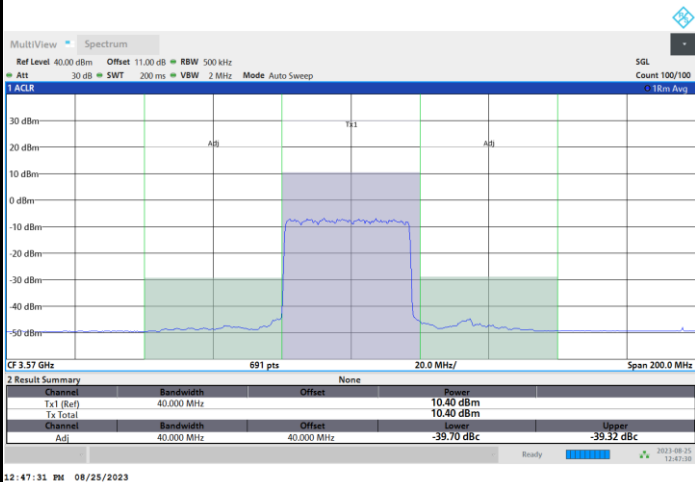 MultiView Spectrum
Ref Level 40.00 dBm Offset 11.00 dB RBW 500 kHz SGL
Att 30 dB SWT 200 ms VBW 2 MHz Mode Auto Sweep Count 100/100
1 ACLR 1Rm Avg
30 dBm
Tx1
20 dBm
Adj Adj
10 dBm
0 dBm
-10 dBm
-20 dBm
-30 dBm
-40 dBm
-50 dBm
CF 3.57 GHz 691 pts 20.0 MHz/ Span 200.0 MHz
2 Result Summary None
Channel Bandwidth Offset Power
Tx1 (Ref) 40.000 MHz 10.40 dBm
Tx Total 10.40 dBm
Channel Bandwidth Offset Lower Upper
Adj 40.000 MHz 40.000 MHz -39.70 dBc -39.32 dBc
Ready 2023-08-25
12:47:30
12:47:31 PM 08/25/2023